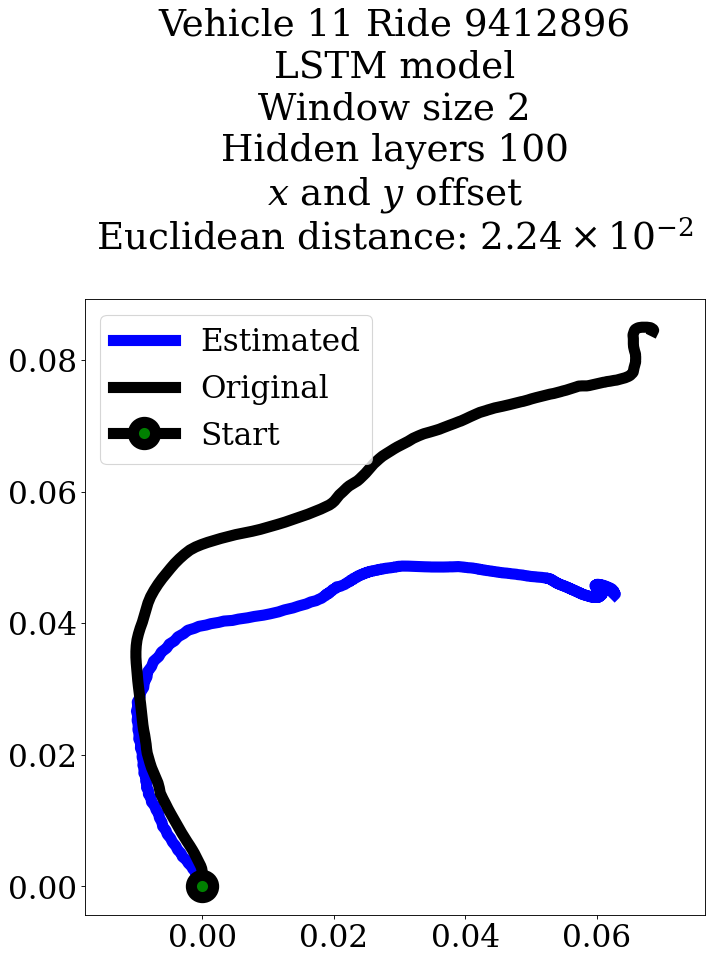 Vehicle 11 Ride 9412896
LSTM model
Window size 2
Hidden layers 100
x and y offset
Euclidean distance: 2.24 × 10⁻²
Estimated
Original
Start
0.08
0.06
0.04
0.02
0.00
0.00 0.02 0.04 0.06